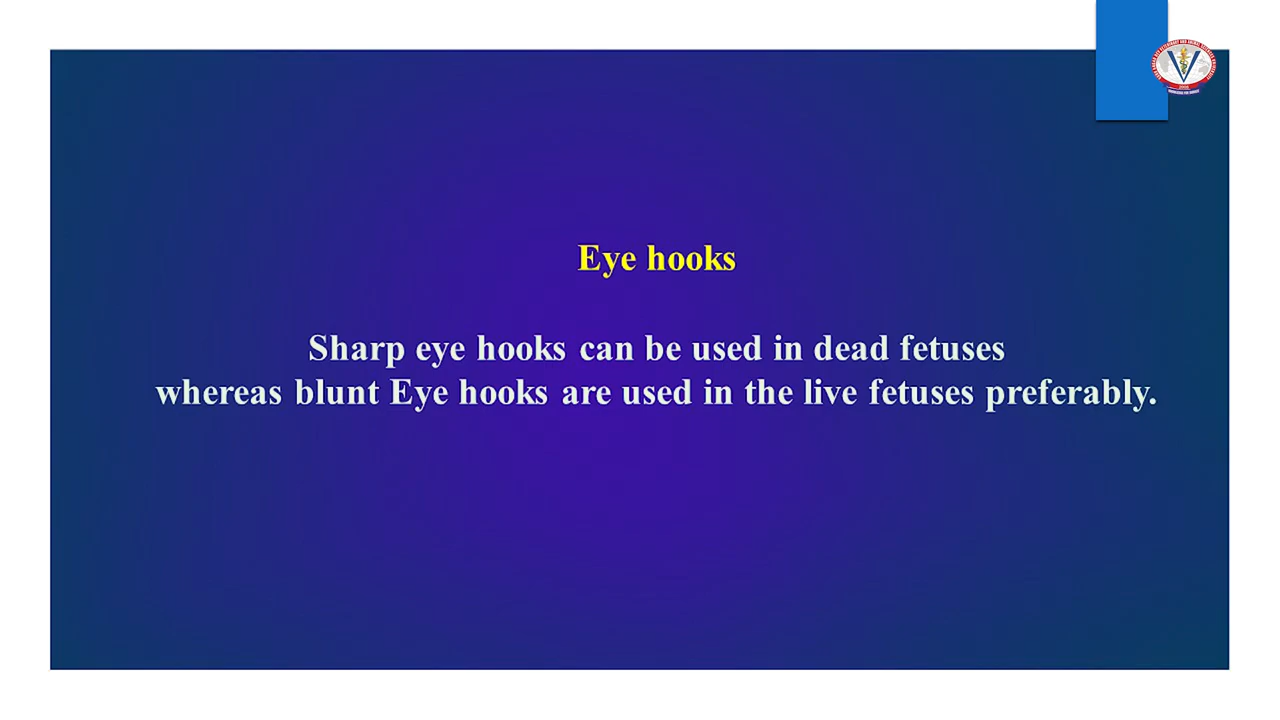 Eye hooks
Sharp eye hooks can be used in dead fetuses
whereas blunt Eye hooks are used in the live fetuses preferably.